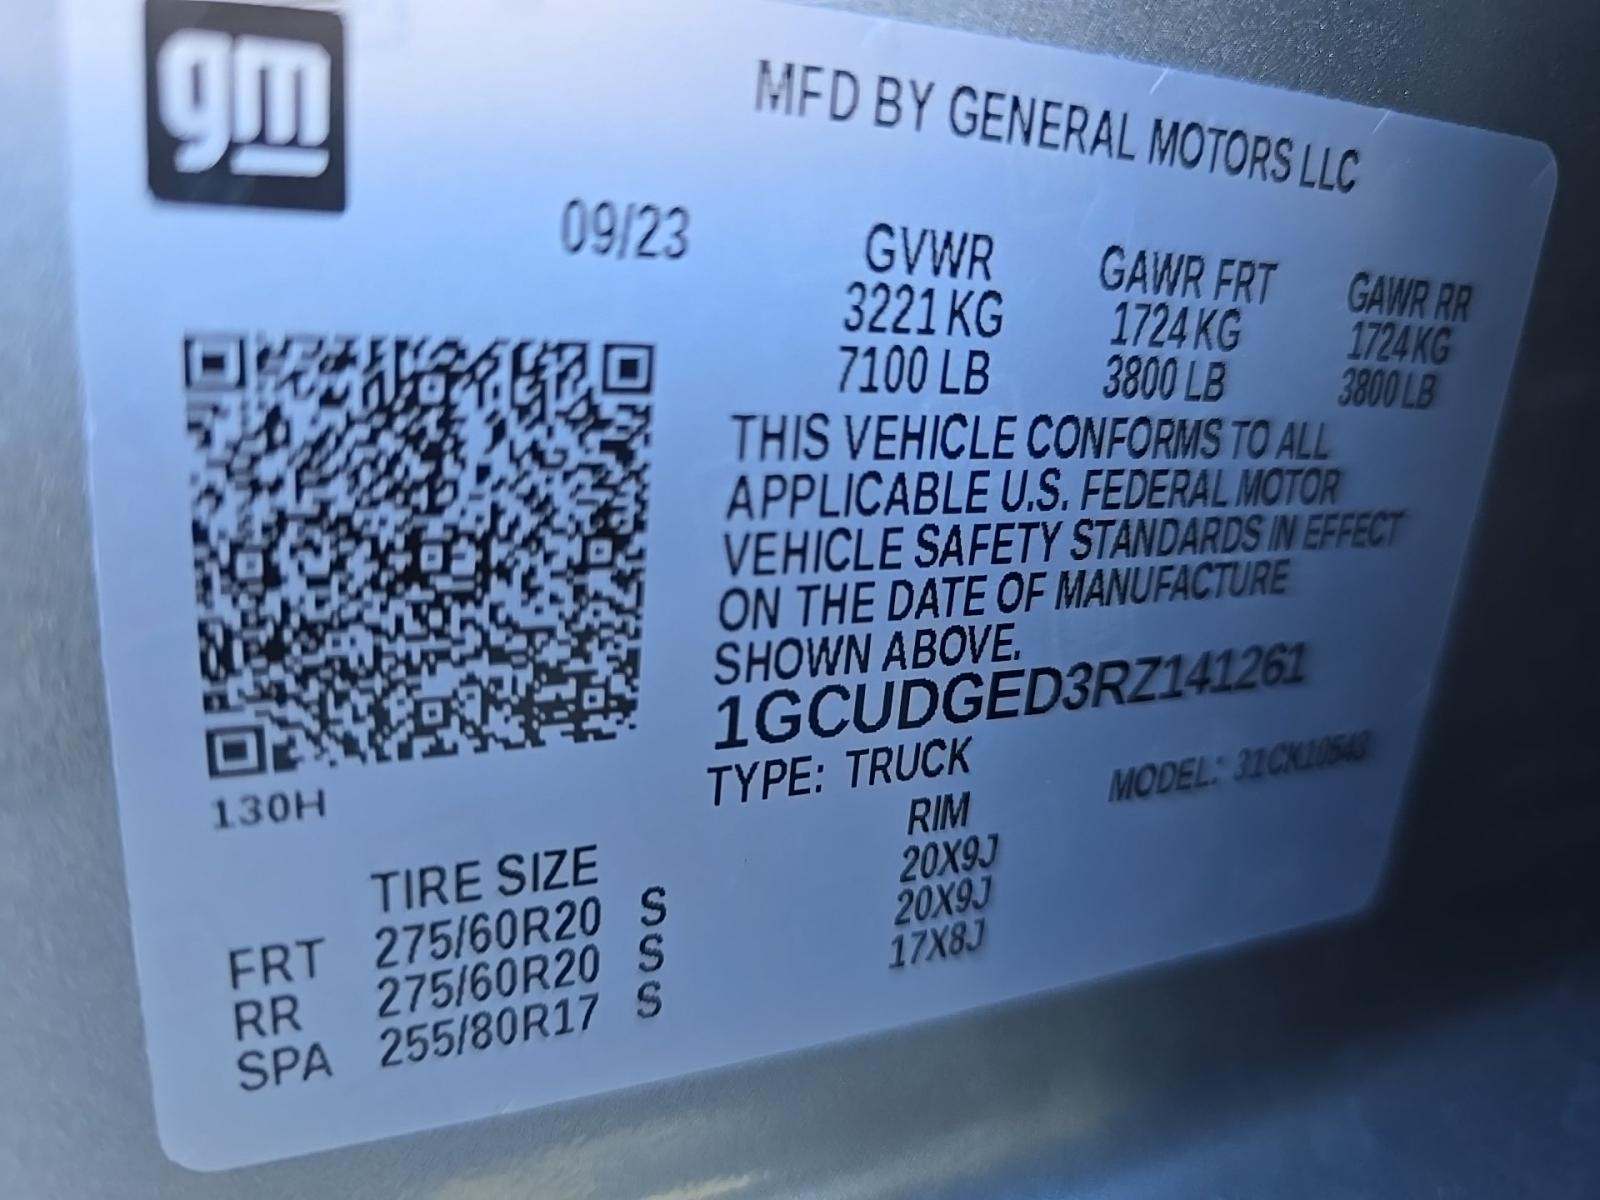 gm
MFD BY GENERAL MOTORS LLC
09/23
GVWR GAWR FRT GAWR RR
3221 KG 1724 KG 1724 KG
7100 LB 3800 LB 3800 LB
THIS VEHICLE CONFORMS TO ALL
APPLICABLE U.S. FEDERAL MOTOR
VEHICLE SAFETY STANDARDS IN EFFECT
ON THE DATE OF MANUFACTURE
SHOWN ABOVE.
1GCUDGED3RZ141261
TYPE: TRUCK MODEL: 31CK10543
130H
TIRE SIZE RIM
FRT 275/60R20 S 20X9J
RR 275/60R20 S 20X9J
SPA 255/80R17 S 17X8J